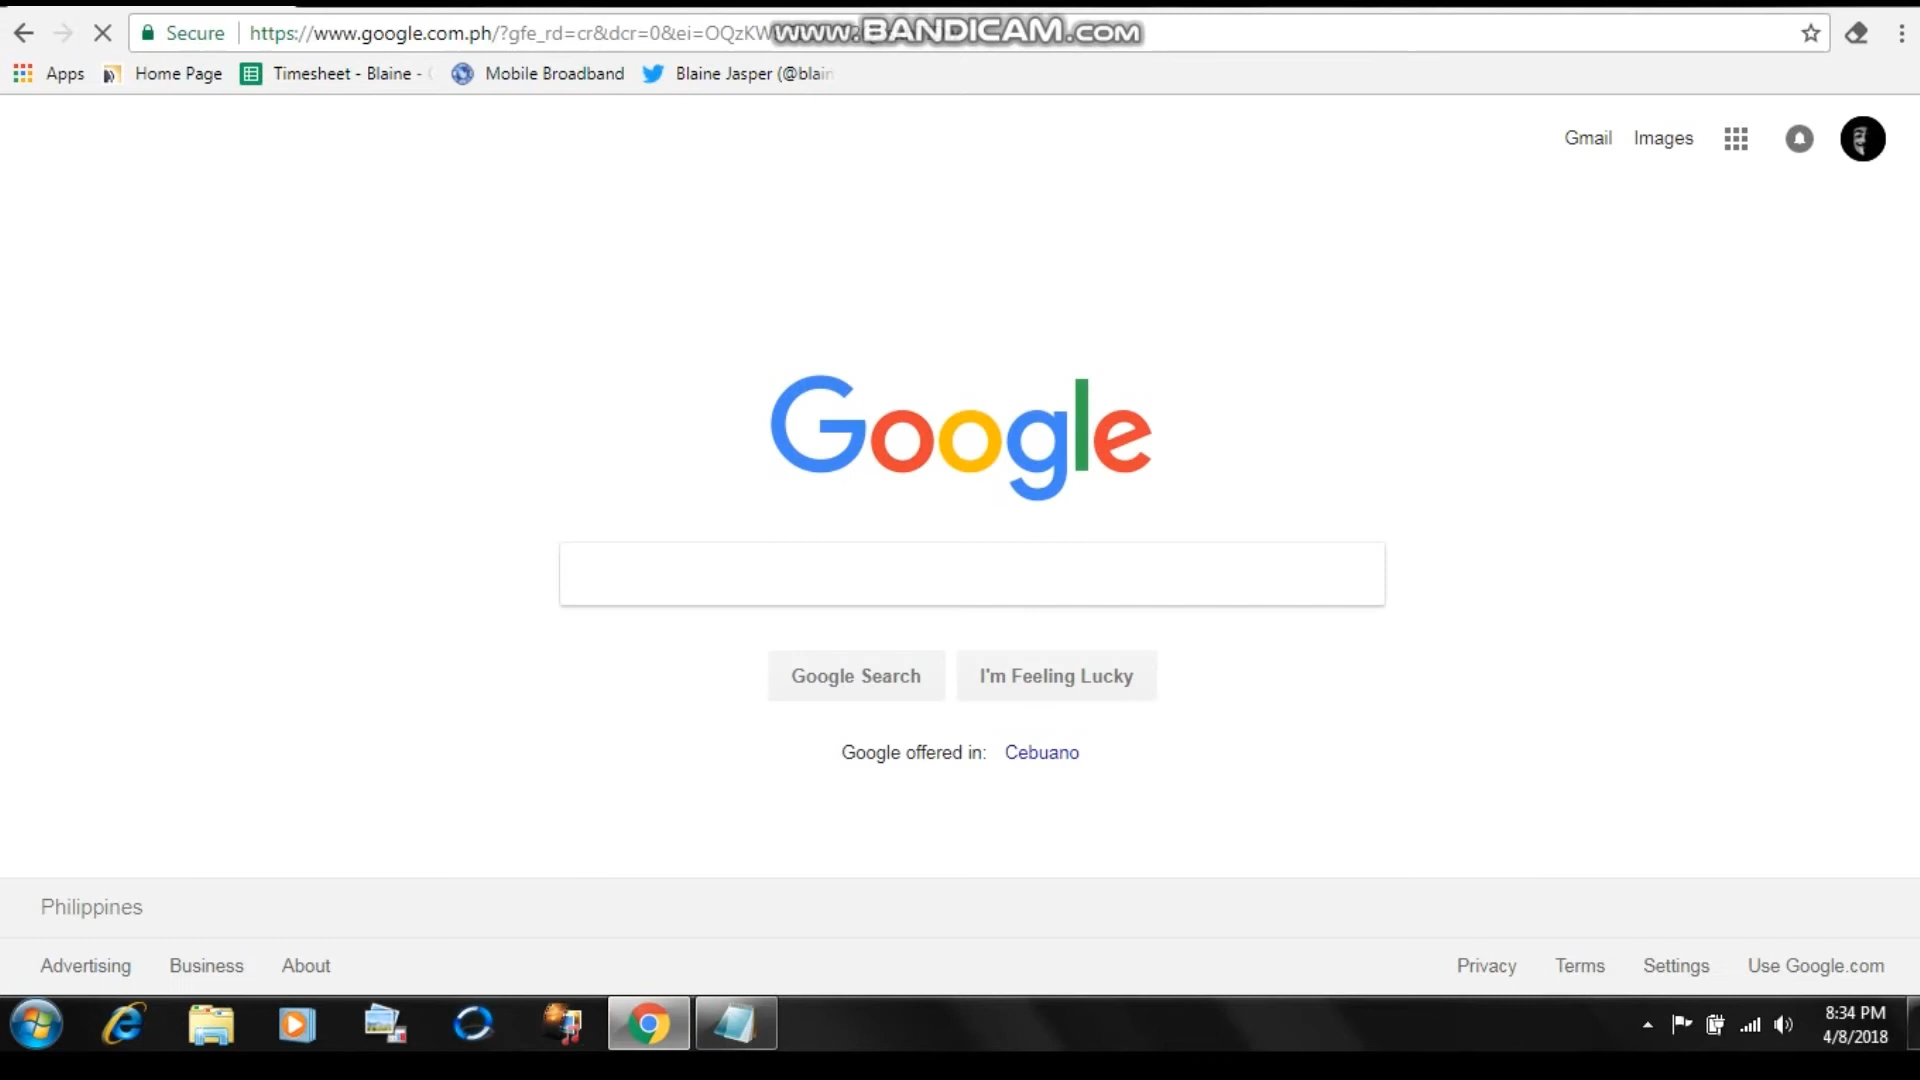 Secure https://www.google.com.ph/?gfe_rd=cr&dcr=0&ei=OQzKW
www.BANDICAM.com
Apps Home Page Timesheet - Blaine - Mobile Broadband Blaine Jasper (@blain
Gmail Images
Google
Google Search I'm Feeling Lucky
Google offered in: Cebuano
Philippines
Advertising Business About Privacy Terms Settings Use Google.com
8:34 PM
4/8/2018